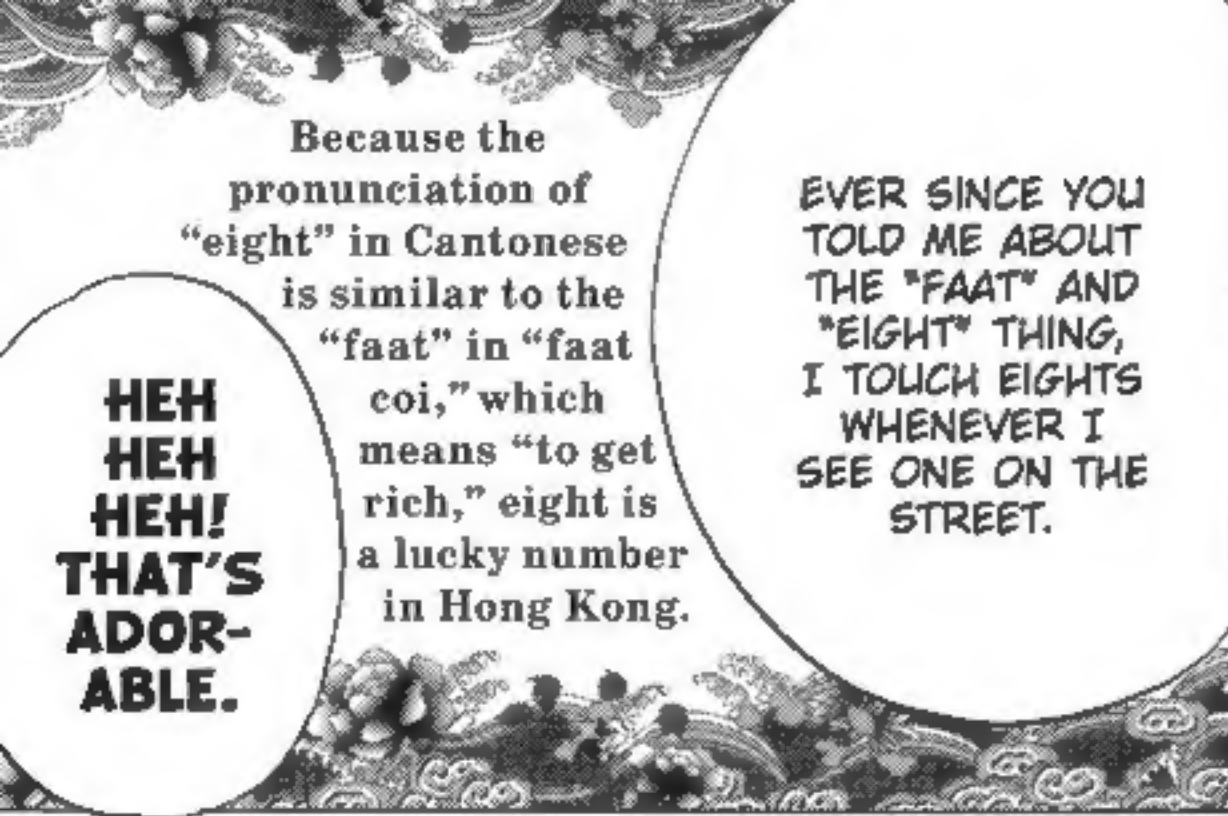 EVER SINCE YOU
TOLD ME ABOUT
THE "FAAT" AND
"EIGHT" THING,
I TOUCH EIGHTS
WHENEVER I
SEE ONE ON THE
STREET.
Because the
pronunciation of
“eight” in Cantonese
is similar to the
“faat” in “faat
coi,” which
means “to get
rich,” eight is
a lucky number
in Hong Kong.
HEH
HEH
HEH!
THAT'S
ADOR-
ABLE.